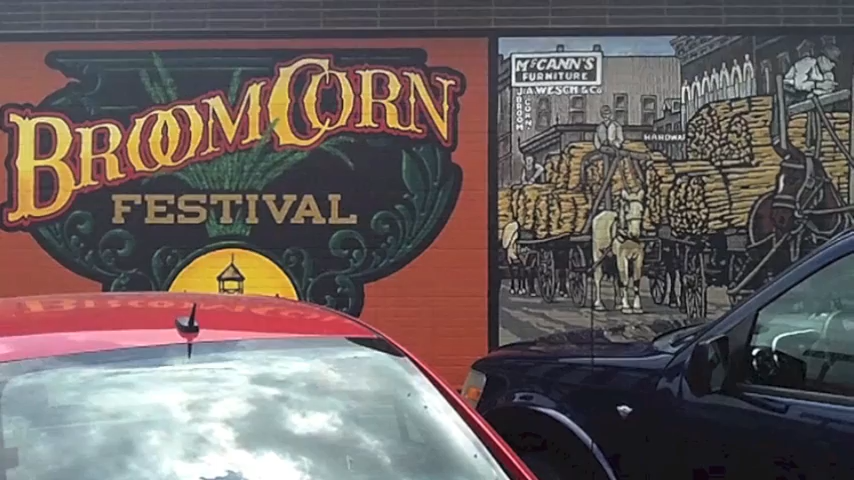 BROOMCORN
FESTIVAL
MCCANN'S
FURNITURE
J.A.WESCH & CO
BROOM
CORN
HARDWA